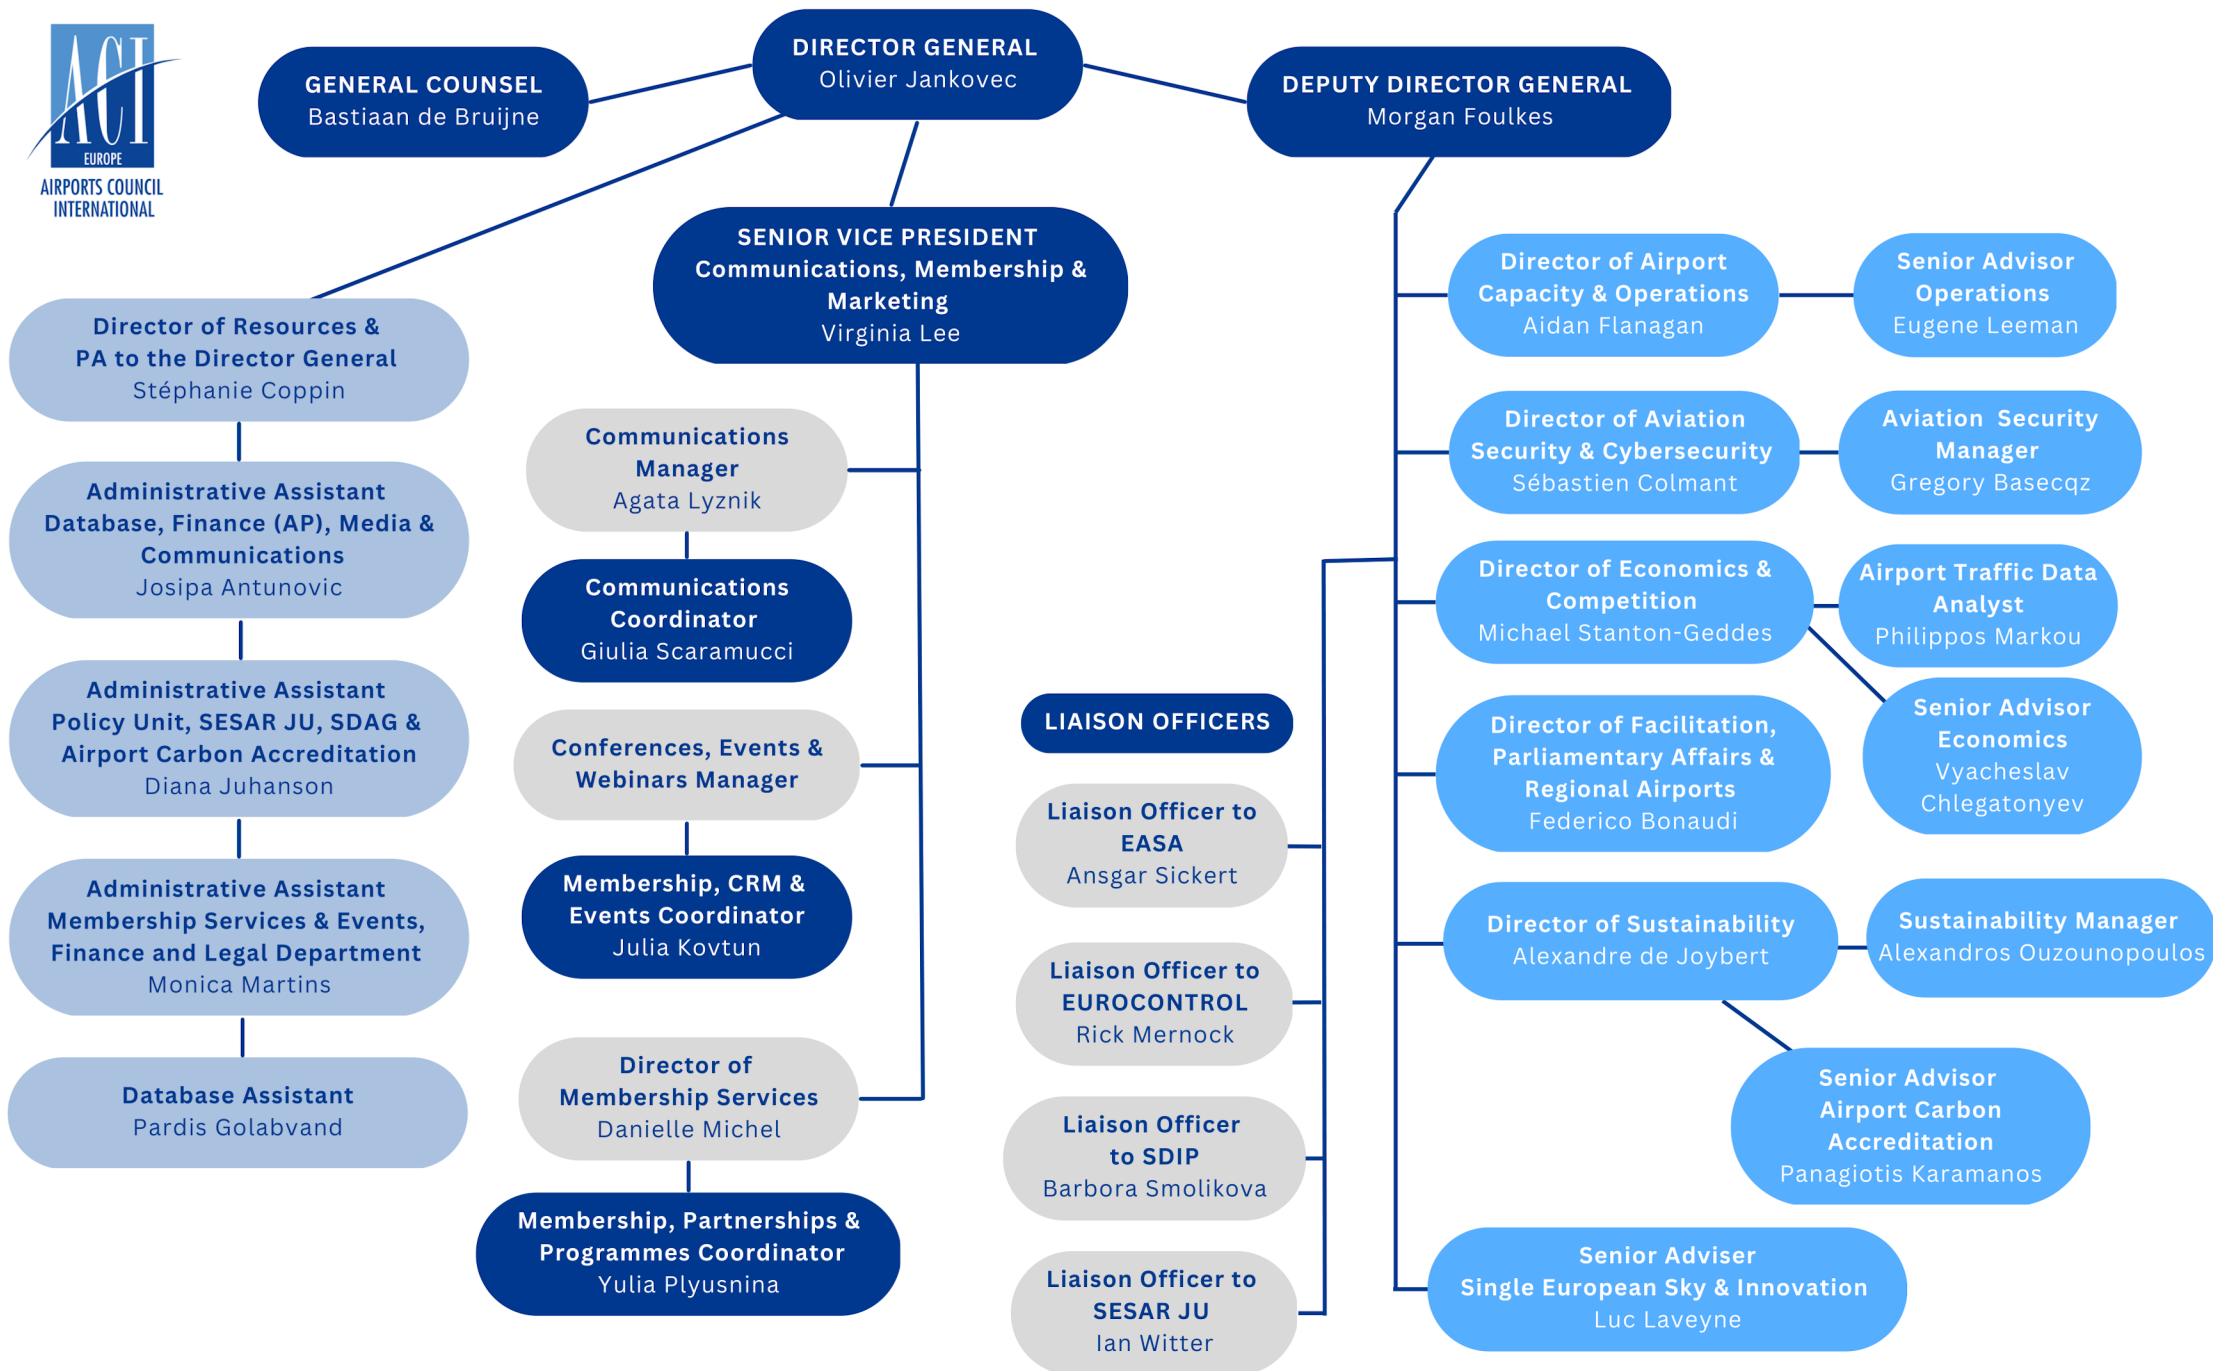 ACI
EUROPE
AIRPORTS COUNCIL
INTERNATIONAL
GENERAL COUNSEL
Bastiaan de Bruijne
DIRECTOR GENERAL
Olivier Jankovec
DEPUTY DIRECTOR GENERAL
Morgan Foulkes
SENIOR VICE PRESIDENT
Communications, Membership &
Marketing
Virginia Lee
Director of Resources &
PA to the Director General
Stéphanie Coppin
Administrative Assistant
Database, Finance (AP), Media &
Communications
Josipa Antunovic
Administrative Assistant
Policy Unit, SESAR JU, SDAG &
Airport Carbon Accreditation
Diana Juhanson
Administrative Assistant
Membership Services & Events,
Finance and Legal Department
Monica Martins
Database Assistant
Pardis Golabvand
Communications
Manager
Agata Lyznik
Communications
Coordinator
Giulia Scaramucci
Conferences, Events &
Webinars Manager
Membership, CRM &
Events Coordinator
Julia Kovtun
Director of
Membership Services
Danielle Michel
Membership, Partnerships &
Programmes Coordinator
Yulia Plyusnina
LIAISON OFFICERS
Liaison Officer to
EASA
Ansgar Sickert
Liaison Officer to
EUROCONTROL
Rick Mernock
Liaison Officer
to SDIP
Barbora Smolikova
Liaison Officer to
SESAR JU
Ian Witter
Director of Airport
Capacity & Operations
Aidan Flanagan
Senior Advisor
Operations
Eugene Leeman
Director of Aviation
Security & Cybersecurity
Sébastien Colmant
Aviation Security
Manager
Gregory Basecqz
Director of Economics &
Competition
Michael Stanton-Geddes
Airport Traffic Data
Analyst
Philippos Markou
Senior Advisor
Economics
Vyacheslav
Chlegatonyev
Director of Facilitation,
Parliamentary Affairs &
Regional Airports
Federico Bonaudi
Director of Sustainability
Alexandre de Joybert
Sustainability Manager
Alexandros Ouzounopoulos
Senior Advisor
Airport Carbon
Accreditation
Panagiotis Karamanos
Senior Adviser
Single European Sky & Innovation
Luc Laveyne